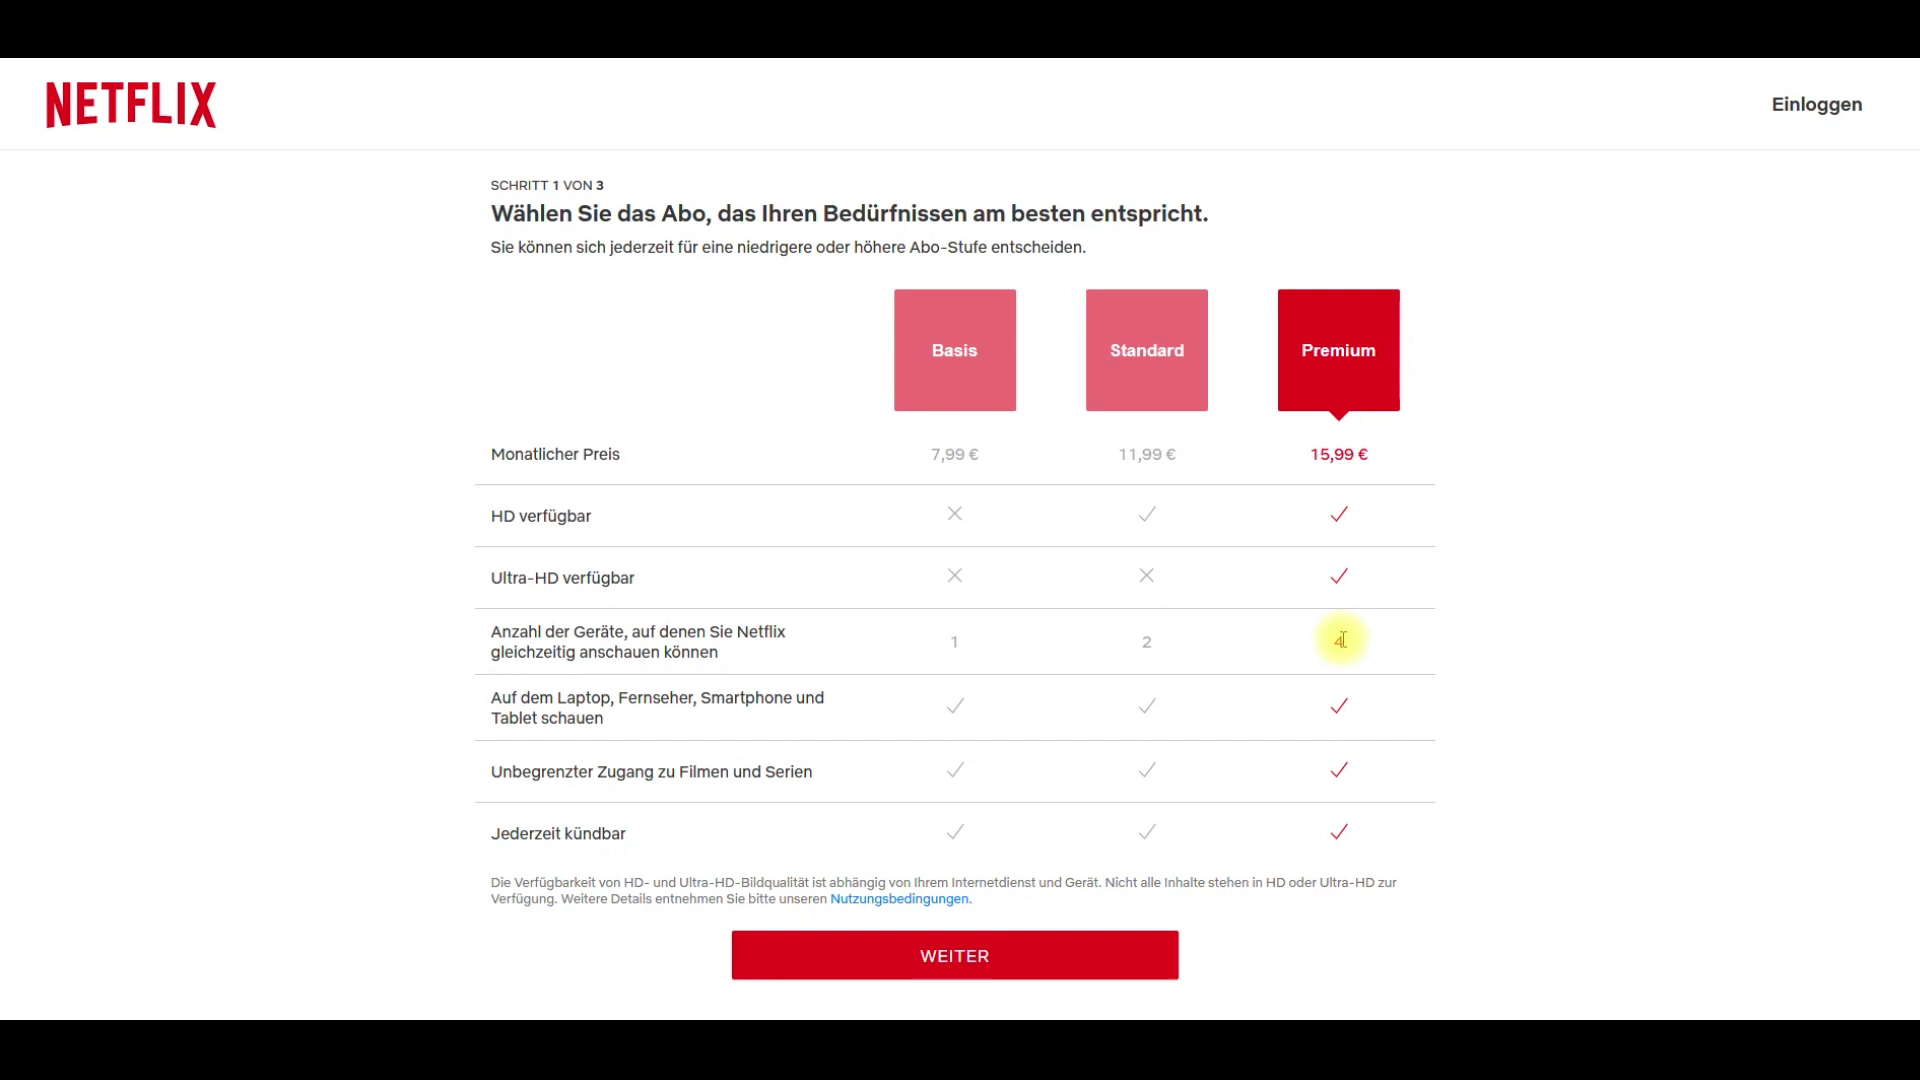 NETFLIX
Einloggen
SCHRITT 1 VON 3
Wählen Sie das Abo, das Ihren Bedürfnissen am besten entspricht.
Sie können sich jederzeit für eine niedrigere oder höhere Abo-Stufe entscheiden.
Basis Standard Premium
Monatlicher Preis 7,99 € 11,99 € 15,99 €
HD verfügbar
Ultra-HD verfügbar
Anzahl der Geräte, auf denen Sie Netflix
gleichzeitig anschauen können 1 2 4
Auf dem Laptop, Fernseher, Smartphone und
Tablet schauen
Unbegrenzter Zugang zu Filmen und Serien
Jederzeit kündbar
Die Verfügbarkeit von HD- und Ultra-HD-Bildqualität ist abhängig von Ihrem Internetdienst und Gerät. Nicht alle Inhalte stehen in HD oder Ultra-HD zur
Verfügung. Weitere Details entnehmen Sie bitte unseren Nutzungsbedingungen.
WEITER